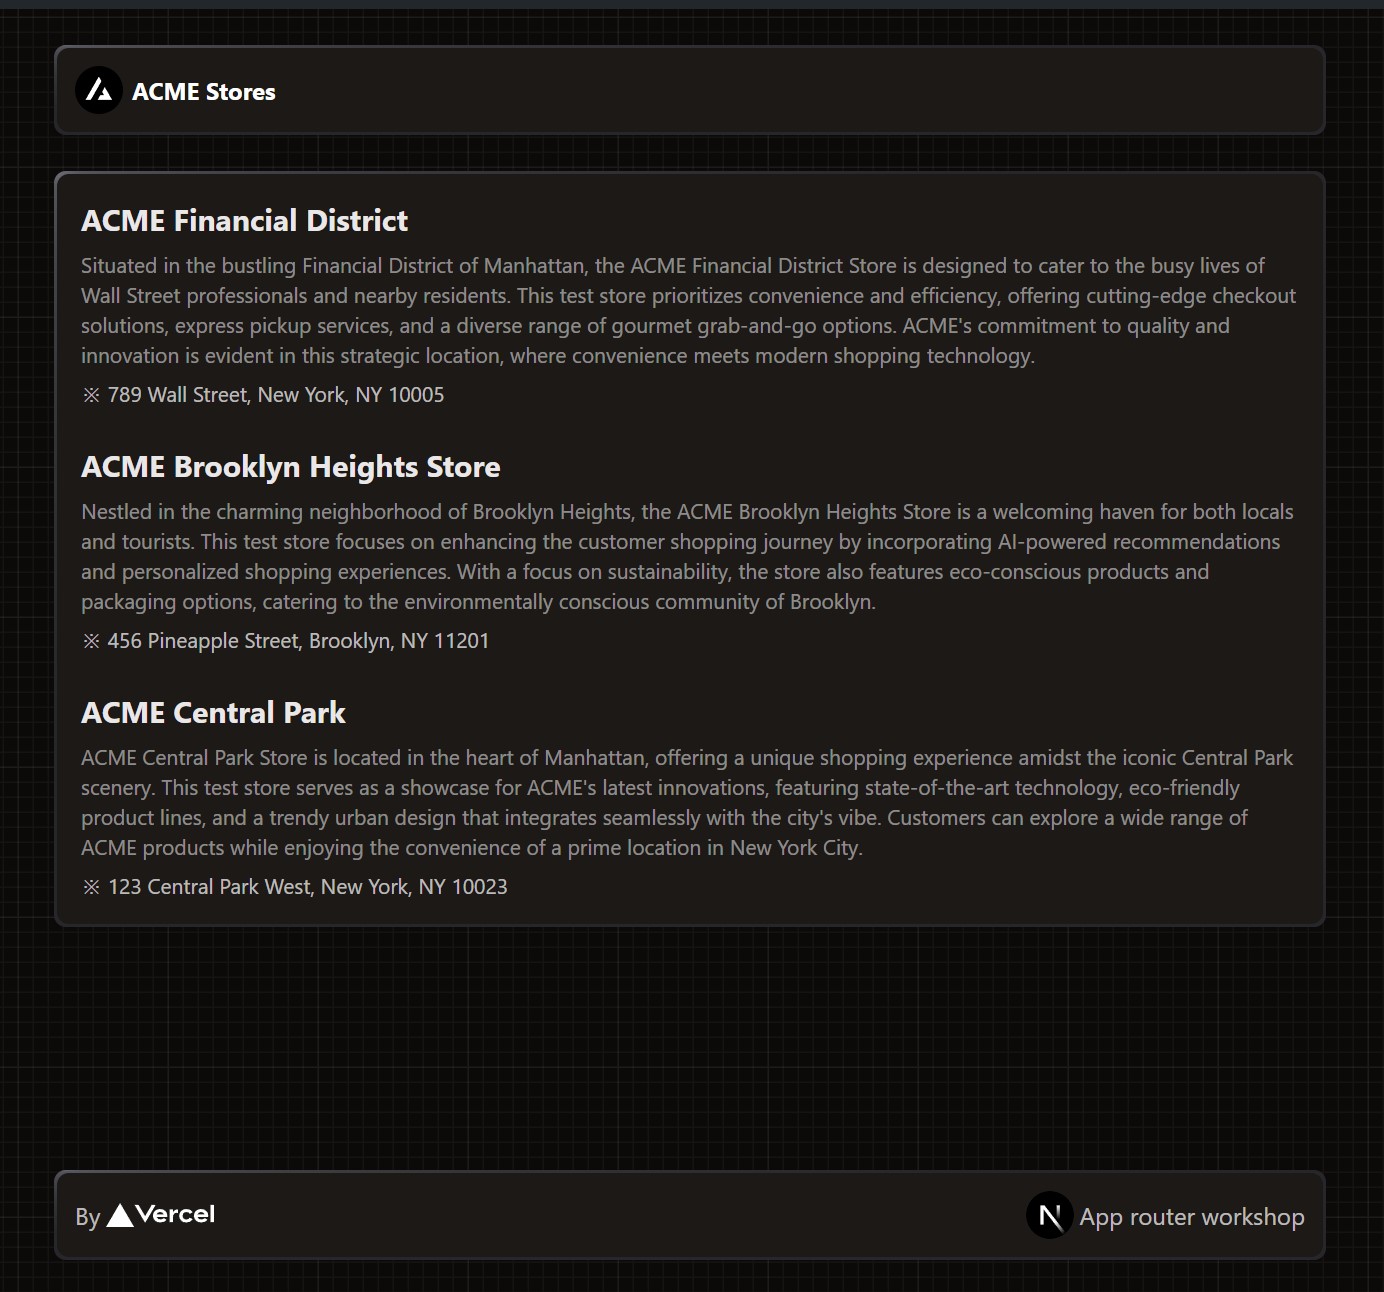 ACME Stores
ACME Financial District
Situated in the bustling Financial District of Manhattan, the ACME Financial District Store is designed to cater to the busy lives of
Wall Street professionals and nearby residents. This test store prioritizes convenience and efficiency, offering cutting-edge checkout
solutions, express pickup services, and a diverse range of gourmet grab-and-go options. ACME's commitment to quality and
innovation is evident in this strategic location, where convenience meets modern shopping technology.
※ 789 Wall Street, New York, NY 10005
ACME Brooklyn Heights Store
Nestled in the charming neighborhood of Brooklyn Heights, the ACME Brooklyn Heights Store is a welcoming haven for both locals
and tourists. This test store focuses on enhancing the customer shopping journey by incorporating AI-powered recommendations
and personalized shopping experiences. With a focus on sustainability, the store also features eco-conscious products and
packaging options, catering to the environmentally conscious community of Brooklyn.
※ 456 Pineapple Street, Brooklyn, NY 11201
ACME Central Park
ACME Central Park Store is located in the heart of Manhattan, offering a unique shopping experience amidst the iconic Central Park
scenery. This test store serves as a showcase for ACME's latest innovations, featuring state-of-the-art technology, eco-friendly
product lines, and a trendy urban design that integrates seamlessly with the city's vibe. Customers can explore a wide range of
ACME products while enjoying the convenience of a prime location in New York City.
※ 123 Central Park West, New York, NY 10023
By Vercel
N App router workshop